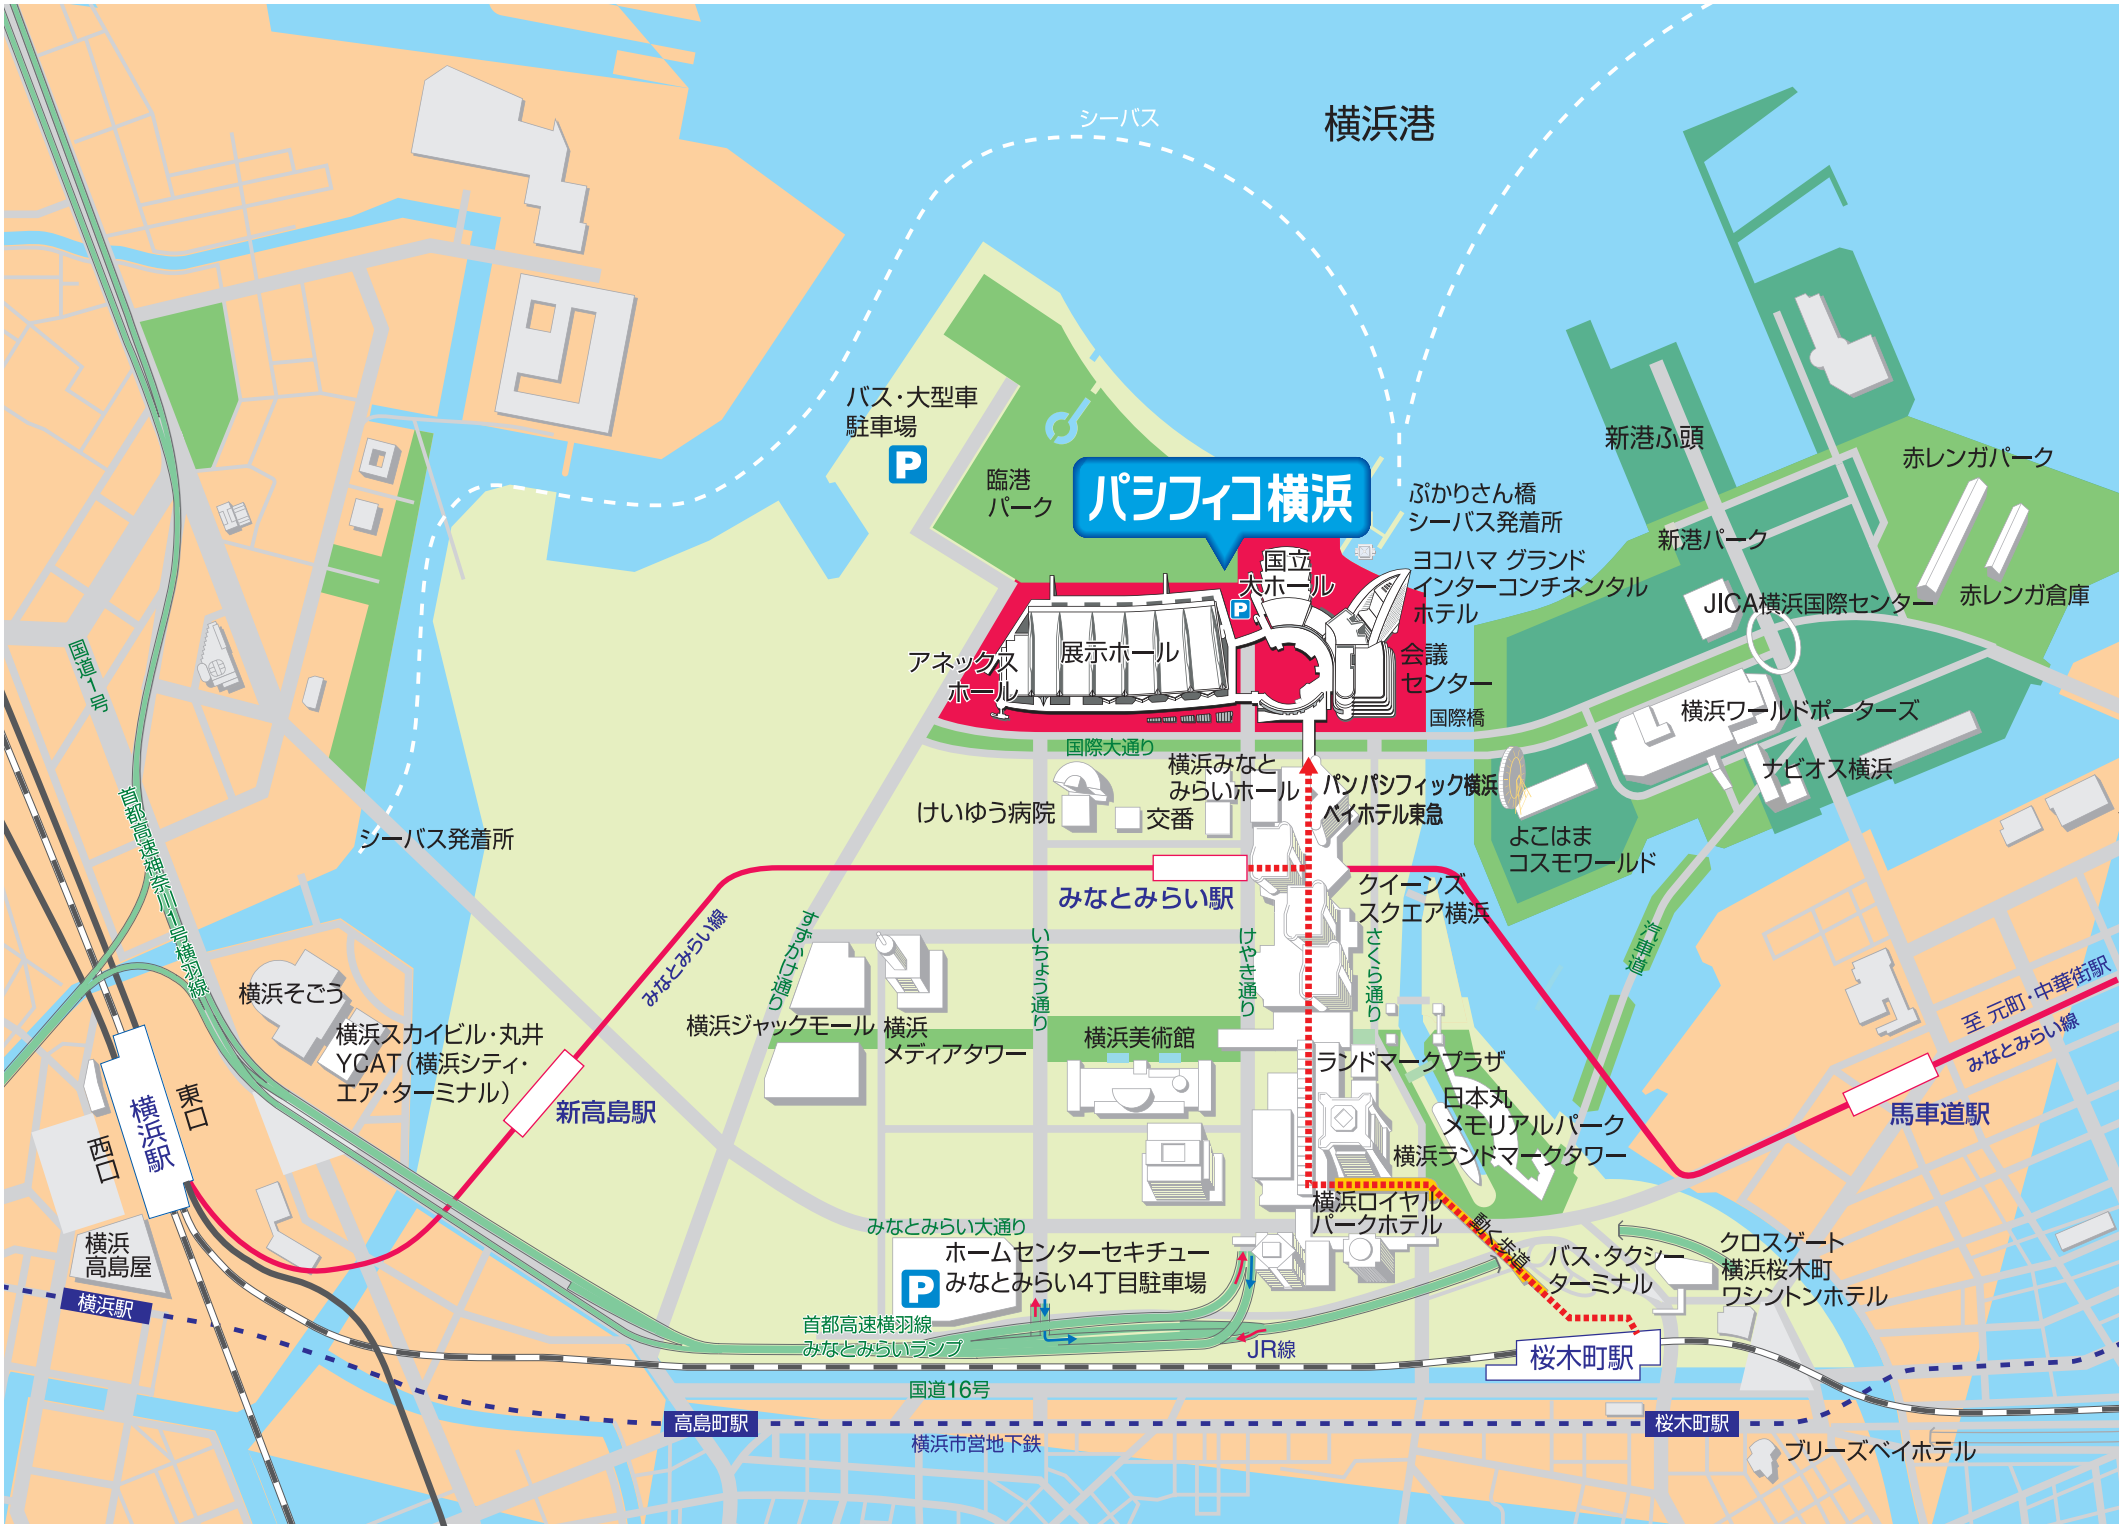 シーバス
横浜港
バス・大型車
駐車場
P
臨港
パーク
パシフィコ横浜
新港ふ頭
赤レンガパーク
ぷかりさん橋
シーバス発着所
新港パーク
国立
大ホール
P
ヨコハマ グランド
インターコンチネンタル
ホテル
JICA横浜国際センター
赤レンガ倉庫
国道1号
アネックス
ホール
展示ホール
会議
センター
国際橋
横浜ワールドポーターズ
国際大通り
横浜みなと
みらいホール
パンパシフィック横浜
ベイホテル東急
ナビオス横浜
けいゆう病院
交番
首都高速神奈川1号横羽線
シーバス発着所
よこはま
コスモワールド
みなとみらい駅
クイーンズ
スクエア横浜
みなとみらい線
すずかけ通り
いちょう通り
けやき通り
さくら通り
汽車道
横浜そごう
横浜スカイビル・丸井
YCAT(横浜シティ・
エア・ターミナル)
横浜ジャックモール
横浜
メディアタワー
横浜美術館
ランドマークプラザ
至 元町・中華街駅
みなとみらい線
日本丸
メモリアルパーク
馬車道駅
新高島駅
横浜駅
東口
西口
横浜ランドマークタワー
横浜ロイヤル
パークホテル
動く歩道
みなとみらい大通り
横浜
高島屋
ホームセンターセキチュー
みなとみらい4丁目駐車場
P
バス・タクシー
ターミナル
クロスゲート
横浜桜木町
ワシントンホテル
横浜駅
首都高速横羽線
みなとみらいランプ
JR線
桜木町駅
国道16号
高島町駅
桜木町駅
横浜市営地下鉄
ブリーズベイホテル